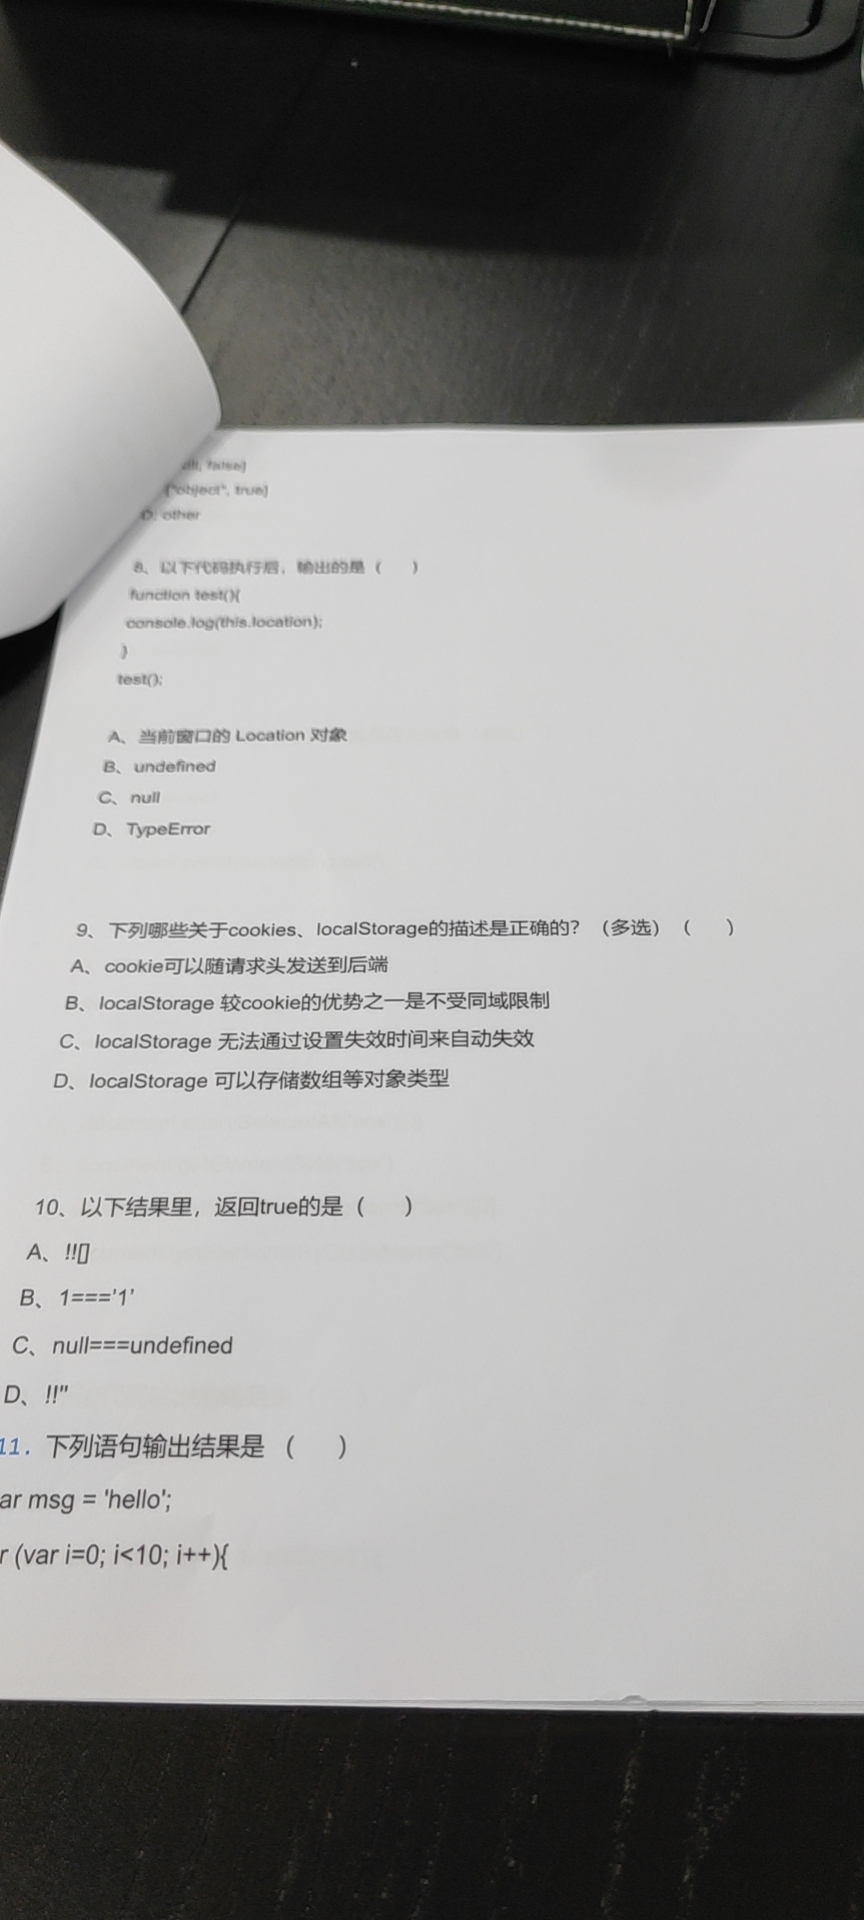 false)
["object", true]
D: other
8、以下代码执行后，输出的是（ ）
function test(){
console.log(this.location);
}
test();
A、当前窗口的 Location 对象
B、undefined
C、null
D、TypeError
9、下列哪些关于cookies、localStorage的描述是正确的？（多选）（ ）
A、cookie可以随请求头发送到后端
B、localStorage 较cookie的优势之一是不受同域限制
C、localStorage 无法通过设置失效时间来自动失效
D、localStorage 可以存储数组等对象类型
10、以下结果里，返回true的是（ ）
A、!![]
B、1==='1'
C、null===undefined
D、!!''
11. 下列语句输出结果是（ ）
ar msg = 'hello';
r (var i=0; i<10; i++){